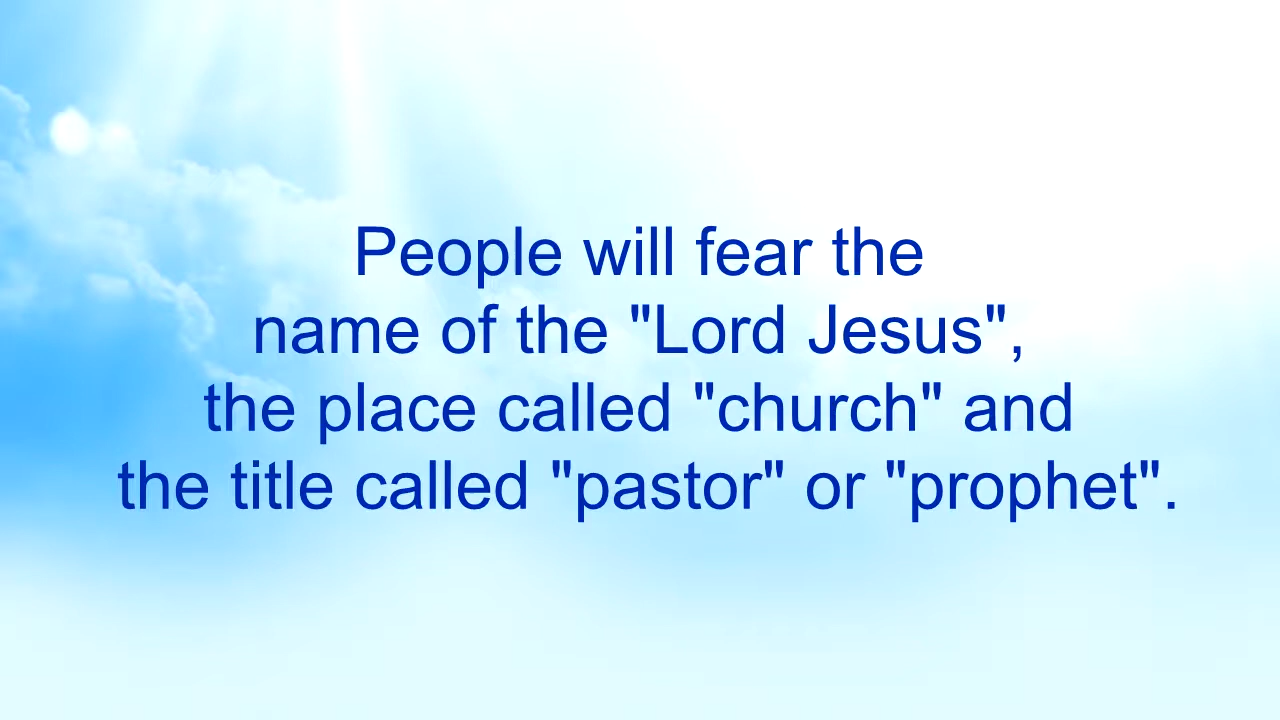 People will fear the
name of the "Lord Jesus",
the place called "church" and
the title called "pastor" or "prophet".